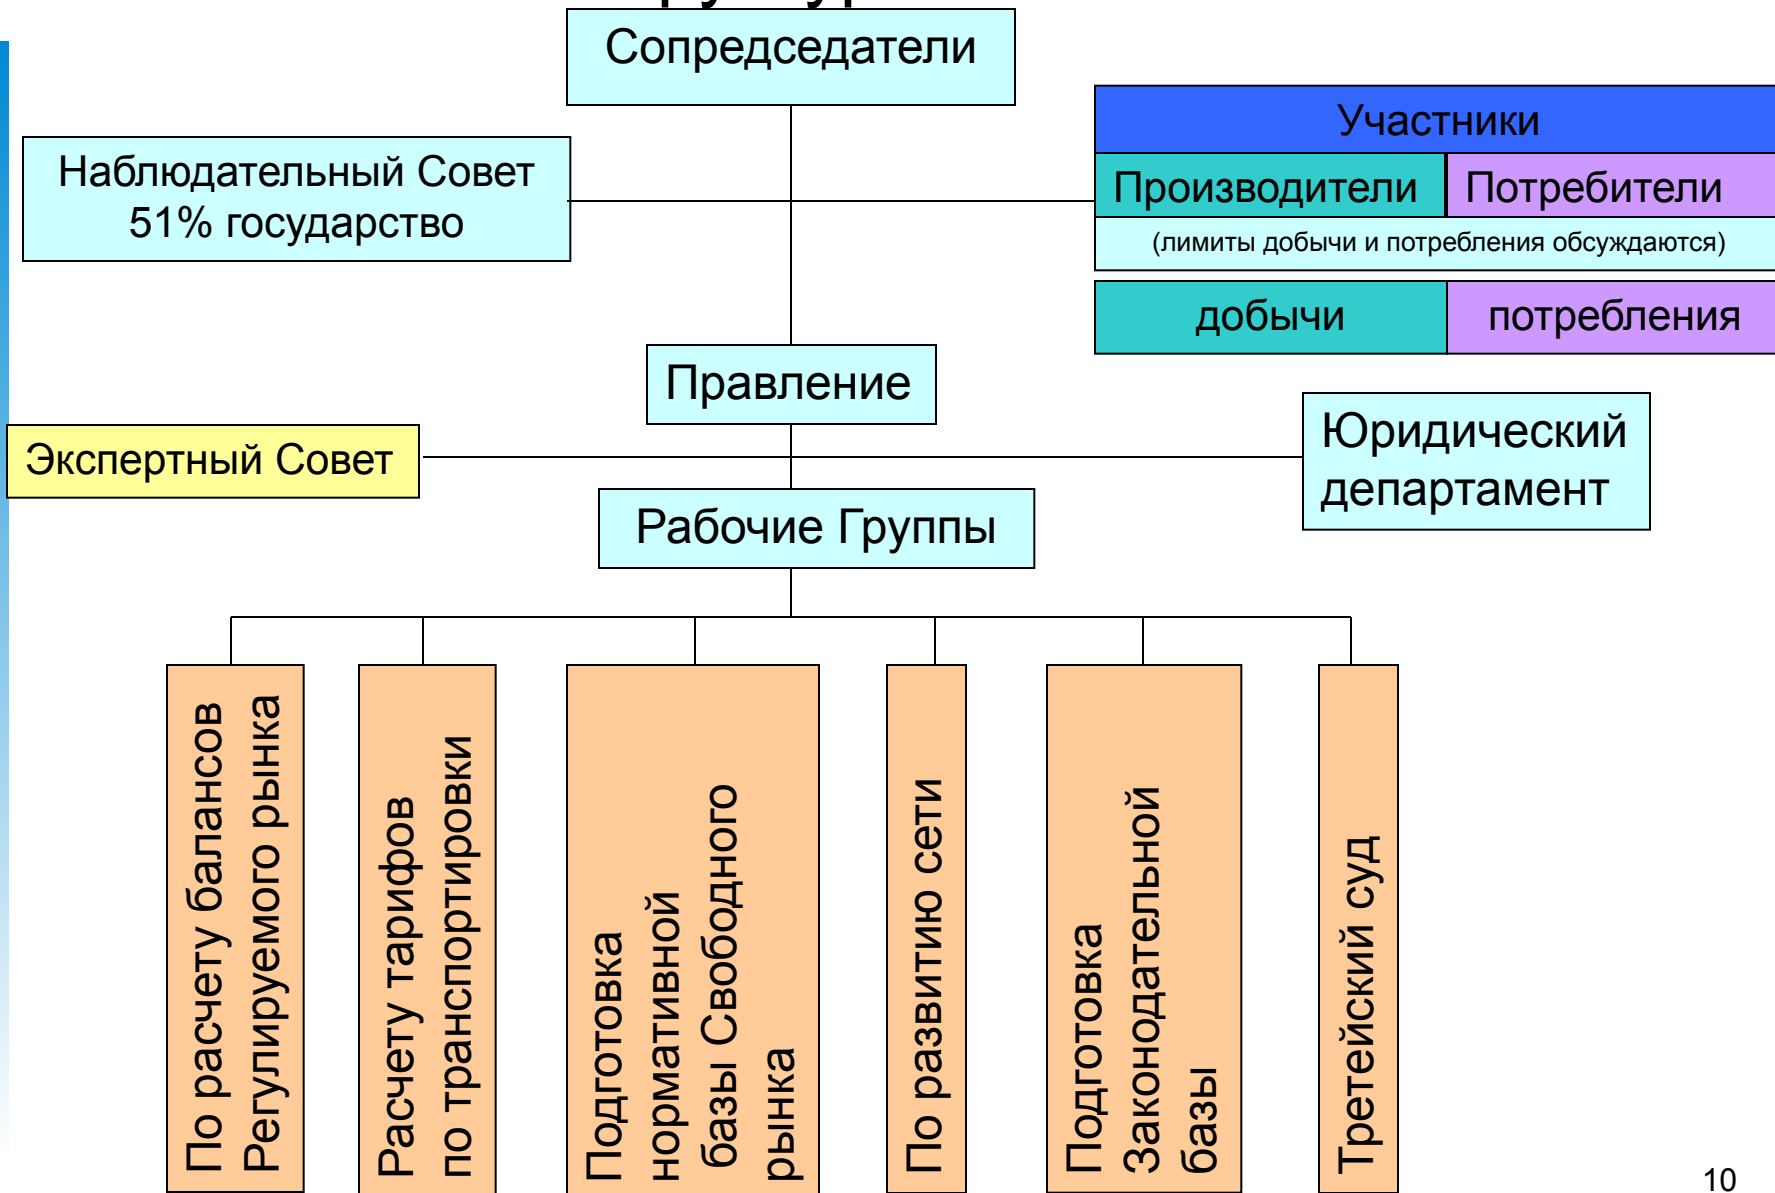 Сопредседатели
Наблюдательный Совет
51% государство
Участники
Производители
Потребители
(лимиты добычи и потребления обсуждаются)
добычи
потребления
Правление
Экспертный Совет
Юридический
департамент
Рабочие Группы
По расчету балансов
Регулируемого рынка
Расчету тарифов
по транспортировки
Подготовка
нормативной
базы Свободного
рынка
По развитию сети
Подготовка
Законодательной
базы
Третейский суд
10